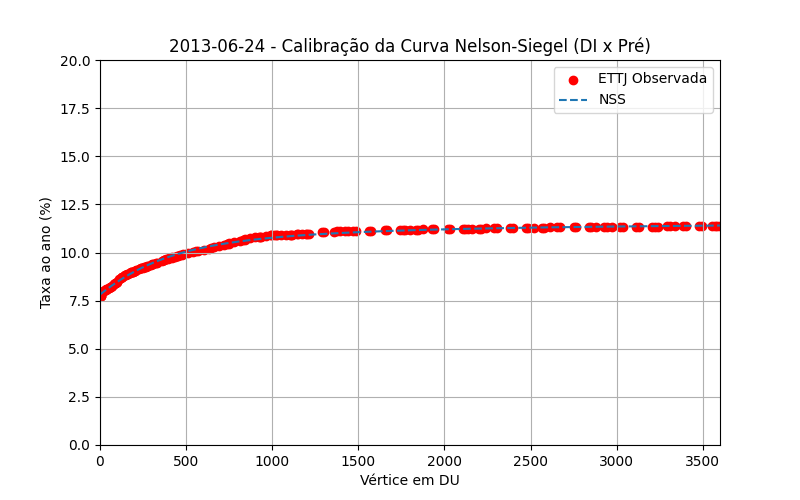 2013-06-24 - Calibração da Curva Nelson-Siegel (DI x Pré)
20.0
17.5
15.0
12.5
10.0
7.5
5.0
2.5
0.0
Taxa ao ano (%)
ETTJ Observada
NSS
0 500 1000 1500 2000 2500 3000 3500
Vértice em DU